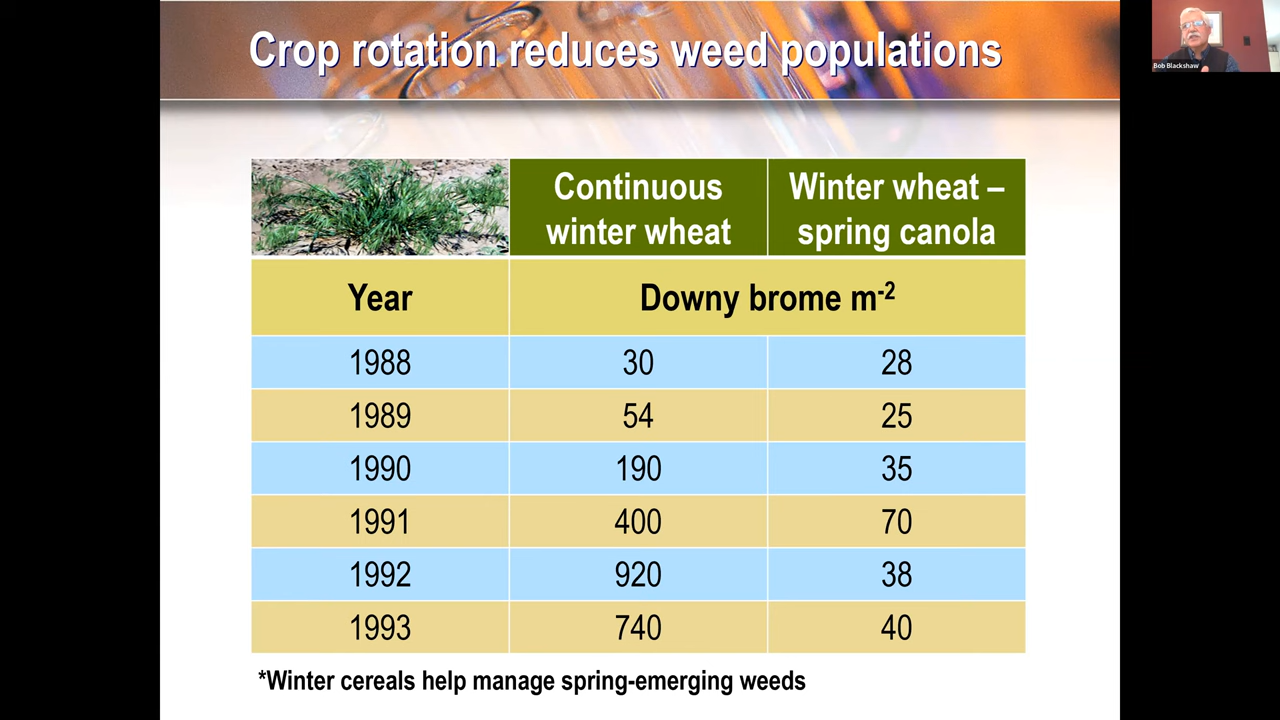 Crop rotation reduces weed populations
Bob Blackshaw
Continuous winter wheat
Winter wheat – spring canola
Year Downy brome m-2
1988 30 28
1989 54 25
1990 190 35
1991 400 70
1992 920 38
1993 740 40
*Winter cereals help manage spring-emerging weeds